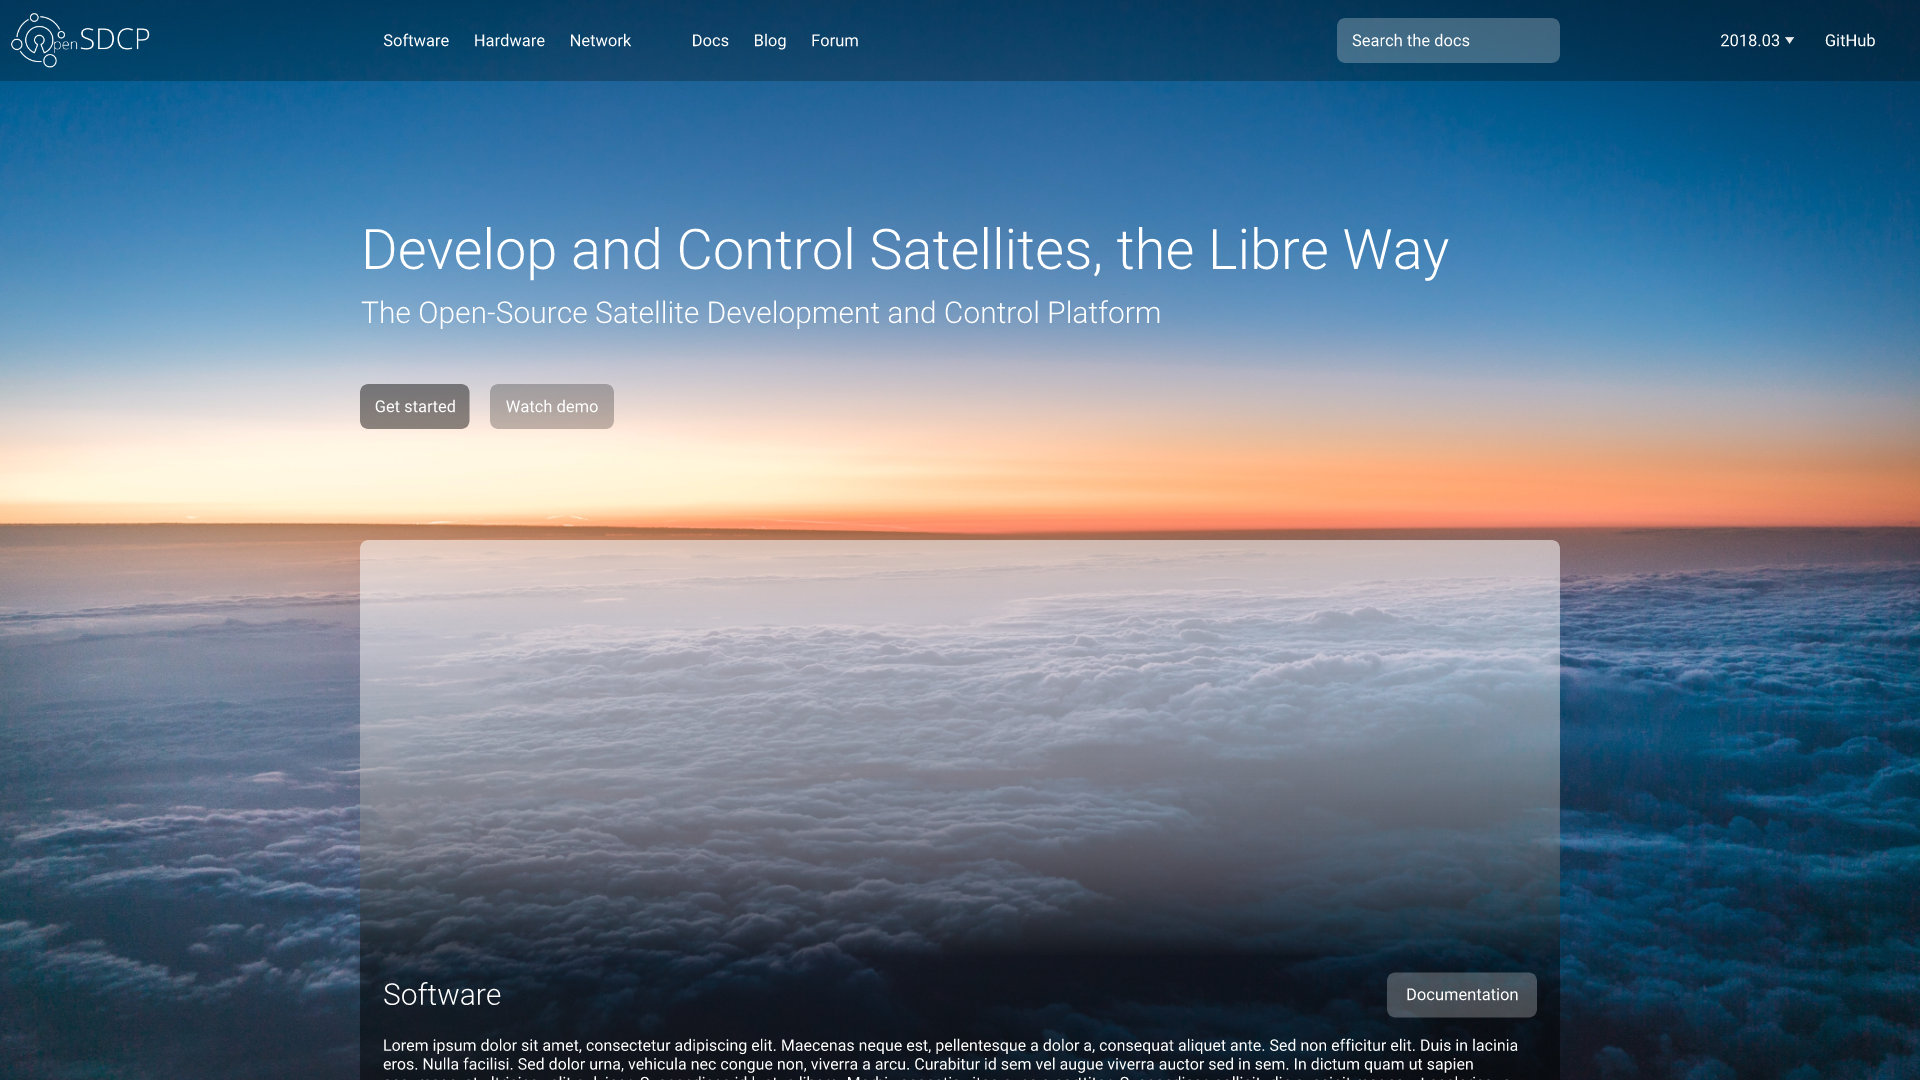 OpenSDCP
Software Hardware Network Docs Blog Forum Search the docs 2018.03 GitHub
Develop and Control Satellites, the Libre Way
The Open-Source Satellite Development and Control Platform
Get started Watch demo
Software Documentation
Lorem ipsum dolor sit amet, consectetur adipiscing elit. Maecenas neque est, pellentesque a dolor a, consequat aliquet ante. Sed non efficitur elit. Duis in lacinia
eros. Nulla facilisi. Sed dolor urna, vehicula nec congue non, viverra a arcu. Curabitur id sem vel augue viverra auctor sed in sem. In dictum quam ut sapien